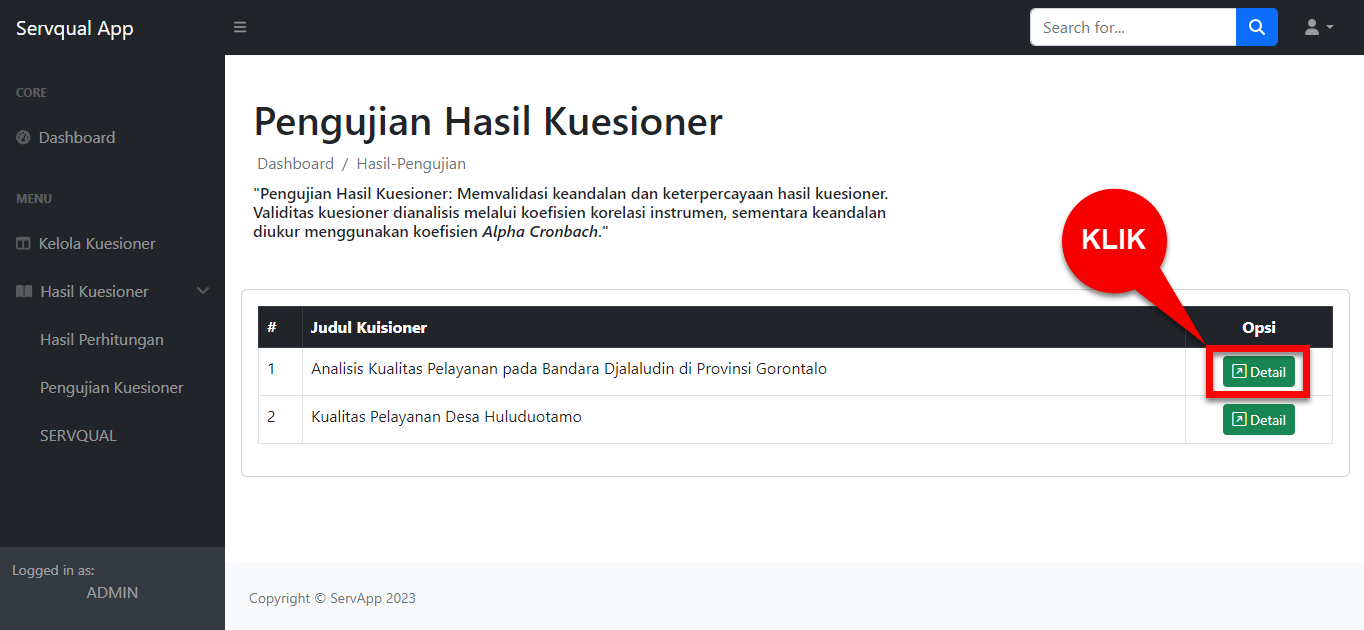 Servqual App
Search for...
CORE
Dashboard
MENU
Kelola Kuesioner
Hasil Kuesioner
Hasil Perhitungan
Pengujian Kuesioner
SERVQUAL
Logged in as:
ADMIN
Pengujian Hasil Kuesioner
Dashboard / Hasil-Pengujian
"Pengujian Hasil Kuesioner: Memvalidasi keandalan dan keterpercayaan hasil kuesioner.
Validitas kuesioner dianalisis melalui koefisien korelasi instrumen, sementara keandalan
diukur menggunakan koefisien Alpha Cronbach."
KLIK
# Judul Kuisioner Opsi
1 Analisis Kualitas Pelayanan pada Bandara Djalaludin di Provinsi Gorontalo Detail
2 Kualitas Pelayanan Desa Huluduotamo Detail
Copyright © ServApp 2023